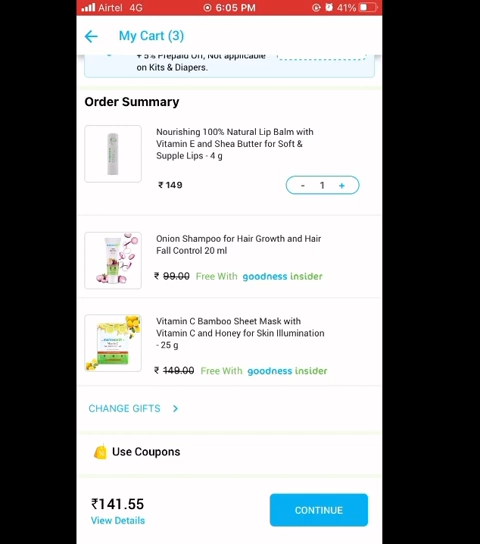 Airtel 4G 6:05 PM 41%
My Cart (3)
+ 5% Prepaid Off, Not applicable
on Kits & Diapers.
Order Summary
Nourishing 100% Natural Lip Balm with
Vitamin E and Shea Butter for Soft &
Supple Lips - 4 g
₹ 149
- 1 +
Onion Shampoo for Hair Growth and Hair
Fall Control 20 ml
₹ 99.00 Free With goodness insider
Vitamin C Bamboo Sheet Mask with
Vitamin C and Honey for Skin Illumination
- 25 g
₹ 149.00 Free With goodness insider
CHANGE GIFTS >
Use Coupons
₹141.55
View Details
CONTINUE